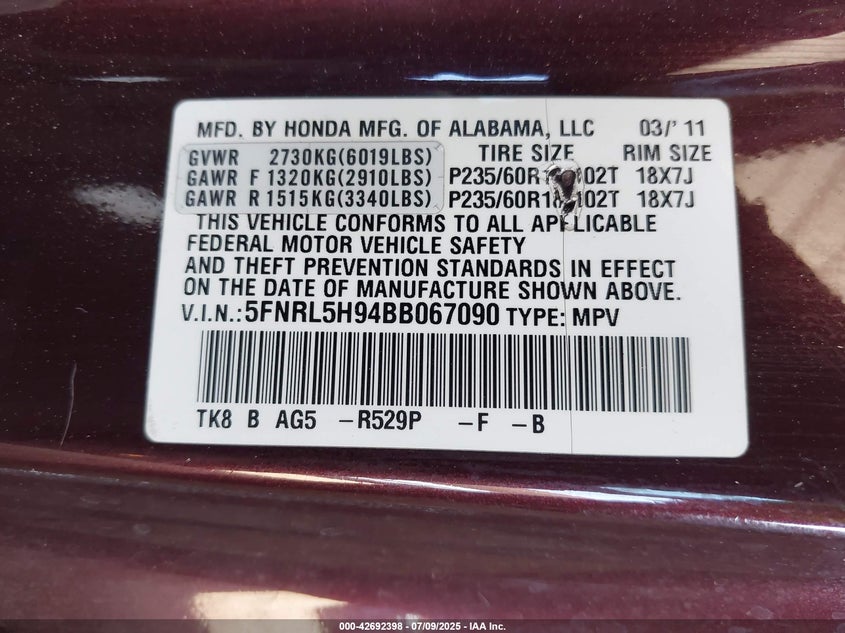 MFD. BY HONDA MFG. OF ALABAMA, LLC 03/' 11
GVWR 2730KG(6019LBS) TIRE SIZE RIM SIZE
GAWR F 1320KG(2910LBS) 18X7J
GAWR R 1515KG(3340LBS) P235/60R18 102T 18X7J
THIS VEHICLE CONFORMS TO ALL APPLICABLE
FEDERAL MOTOR VEHICLE SAFETY
AND THEFT PREVENTION STANDARDS IN EFFECT
ON THE DATE OF MANUFACTURE SHOWN ABOVE.
V.I.N.: 5FNRL5H94BB067090 TYPE: MPV
TK8 B AG5 -R529P -F -B
000-42692398 - 07/09/2025 - IAA Inc.